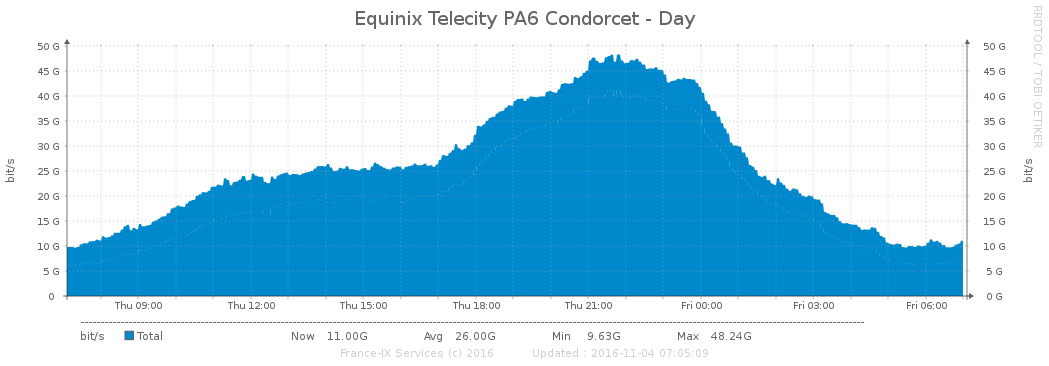 Equinix Telecity PA6 Condorcet - Day
RRDTOOL / TOBI OETIKER
50 G 50 G
45 G 45 G
40 G 40 G
35 G 35 G
30 G 30 G
25 G 25 G
20 G 20 G
15 G 15 G
10 G 10 G
5 G 5 G
0 0 G
bit/s bit/s
Thu 09:00 Thu 12:00 Thu 15:00 Thu 18:00 Thu 21:00 Fri 00:00 Fri 03:00 Fri 06:00
bit/s Total Now 11.00G Avg 26.00G Min 9.63G Max 48.24G
France-IX Services (c) 2016 Updated : 2016-11-04 07:05:09